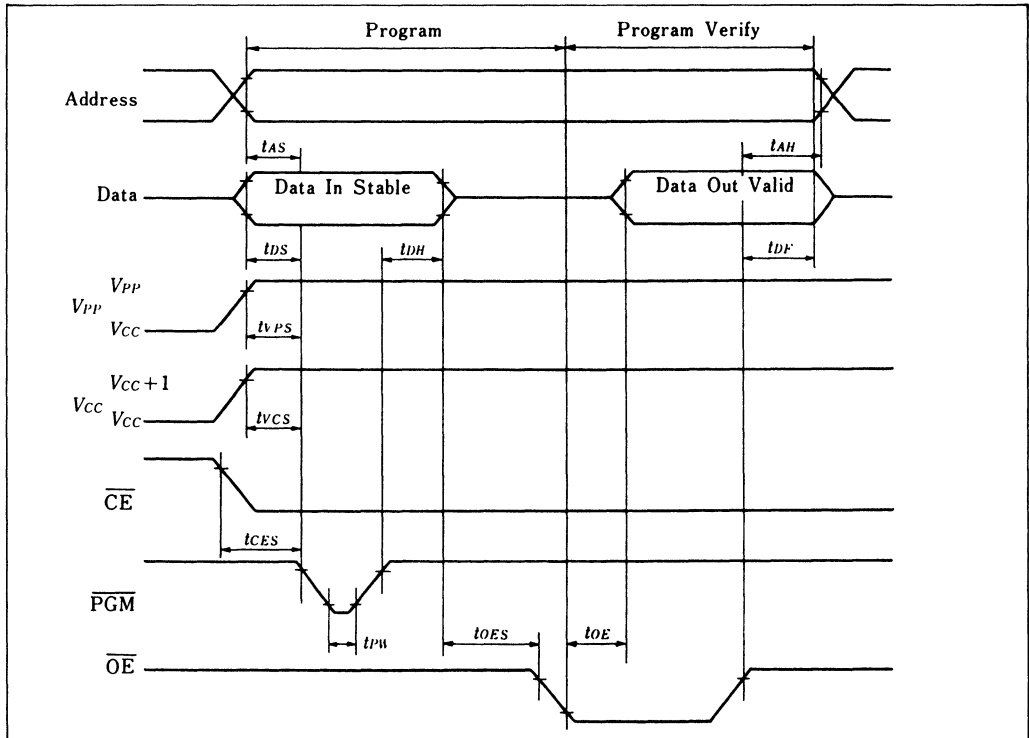 Program
Program Verify
Address
tAS
tAH
Data
Data In Stable
Data Out Valid
tDS
tDH
tDF
VPP
VPP
VCC
tVPS
VCC+1
VCC
VCC
tVCS
CE
tCES
PGM
tPW
tOES
tOE
OE